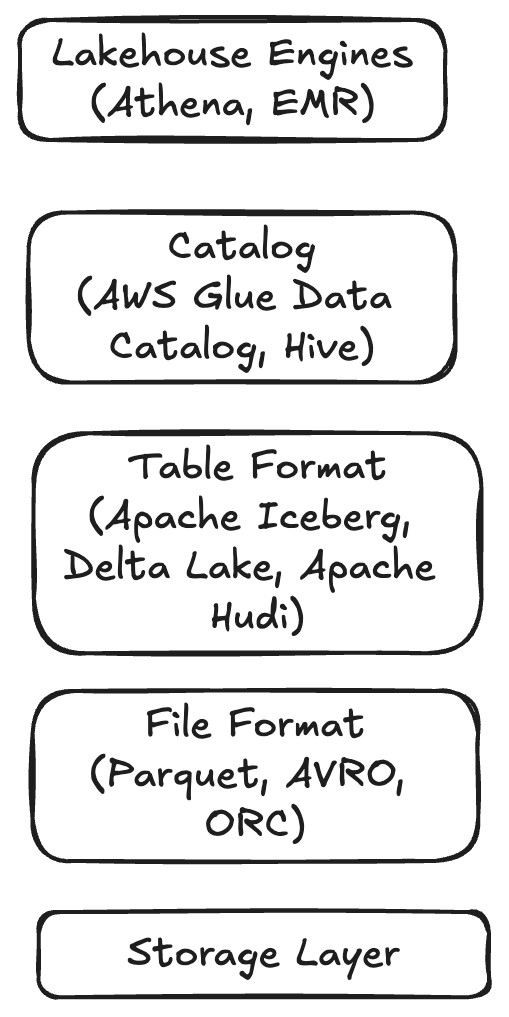 Lakehouse Engines
(Athena, EMR)
Catalog
(AWS Glue Data
Catalog, Hive)
Table Format
(Apache Iceberg,
Delta Lake, Apache
Hudi)
File Format
(Parquet, AVRO,
ORC)
Storage Layer